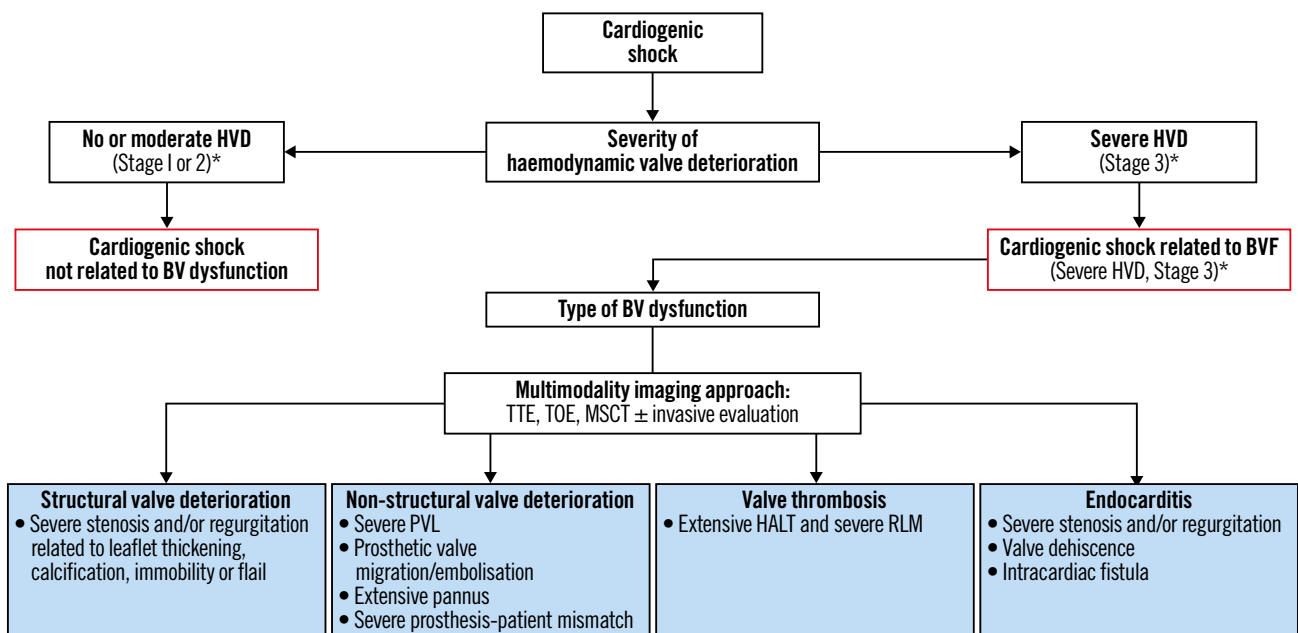 Cardiogenic
shock
No or moderate HVD
(Stage I or 2)*
Severity of
haemodynamic valve deterioration
Severe HVD
(Stage 3)*
Cardiogenic shock
not related to BV dysfunction
Cardiogenic shock related to BVF
(Severe HVD, Stage 3)*
Type of BV dysfunction
Multimodality imaging approach:
TTE, TOE, MSCT ± invasive evaluation
Structural valve deterioration
• Severe stenosis and/or regurgitation
related to leaflet thickening,
calcification, immobility or flail
Non-structural valve deterioration
• Severe PVL
• Prosthetic valve
migration/embolisation
• Extensive pannus
• Severe prosthesis-patient mismatch
Valve thrombosis
• Extensive HALT and severe RLM
Endocarditis
• Severe stenosis and/or regurgitation
• Valve dehiscence
• Intracardiac fistula